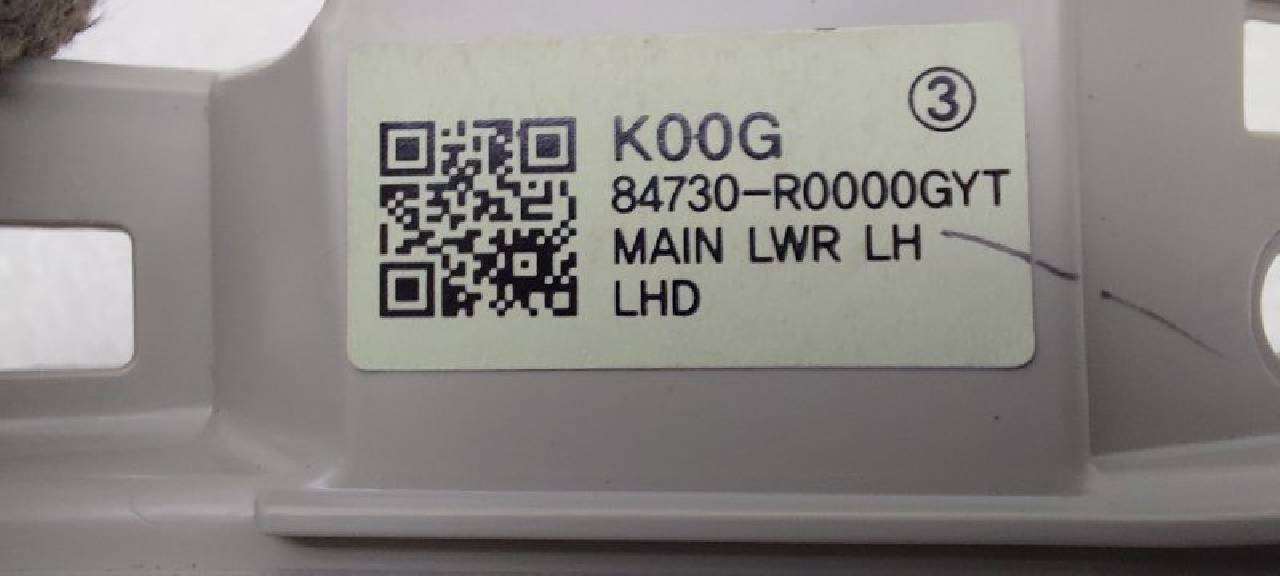 ③
K00G
84730-R0000GYT
MAIN LWR LH
LHD